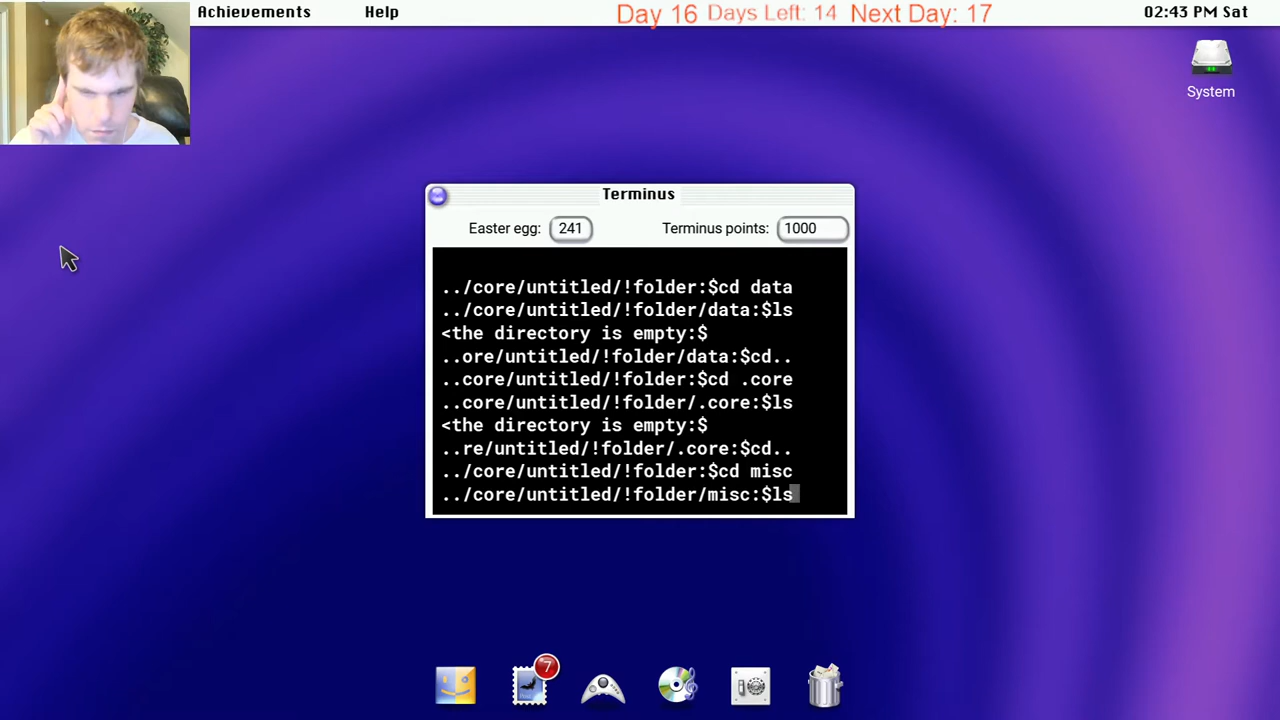 Achievements Help Day 16 Days Left: 14 Next Day: 17 02:43 PM Sat
System
Terminus
Easter egg: 241 Terminus points: 1000
../core/untitled/!folder:$cd data
../core/untitled/!folder/data:$ls
<the directory is empty:$
..ore/untitled/!folder/data:$cd..
..core/untitled/!folder:$cd .core
..core/untitled/!folder/.core:$ls
<the directory is empty:$
..re/untitled/!folder/.core:$cd..
../core/untitled/!folder:$cd misc
../core/untitled/!folder/misc:$ls
7